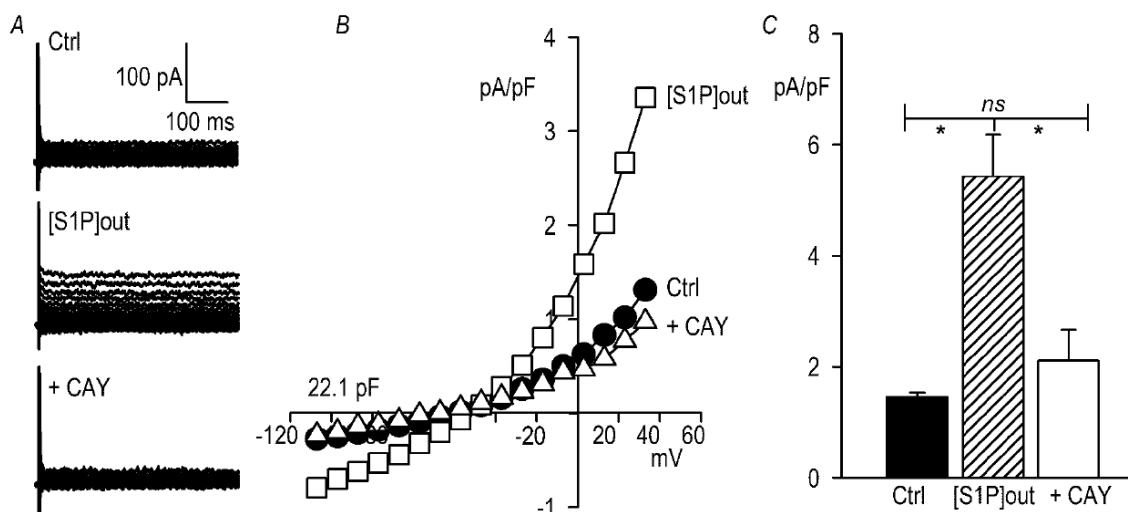 A
Ctrl
100 pA
100 ms
[S1P]out
+ CAY
B
4
pA/pF
3
2
1
-1
[S1P]out
Ctrl
+ CAY
22.1 pF
-120
-20
20
40
60
mV
C
8
pA/pF
6
4
2
0
ns
*
*
Ctrl
[S1P]out
+ CAY